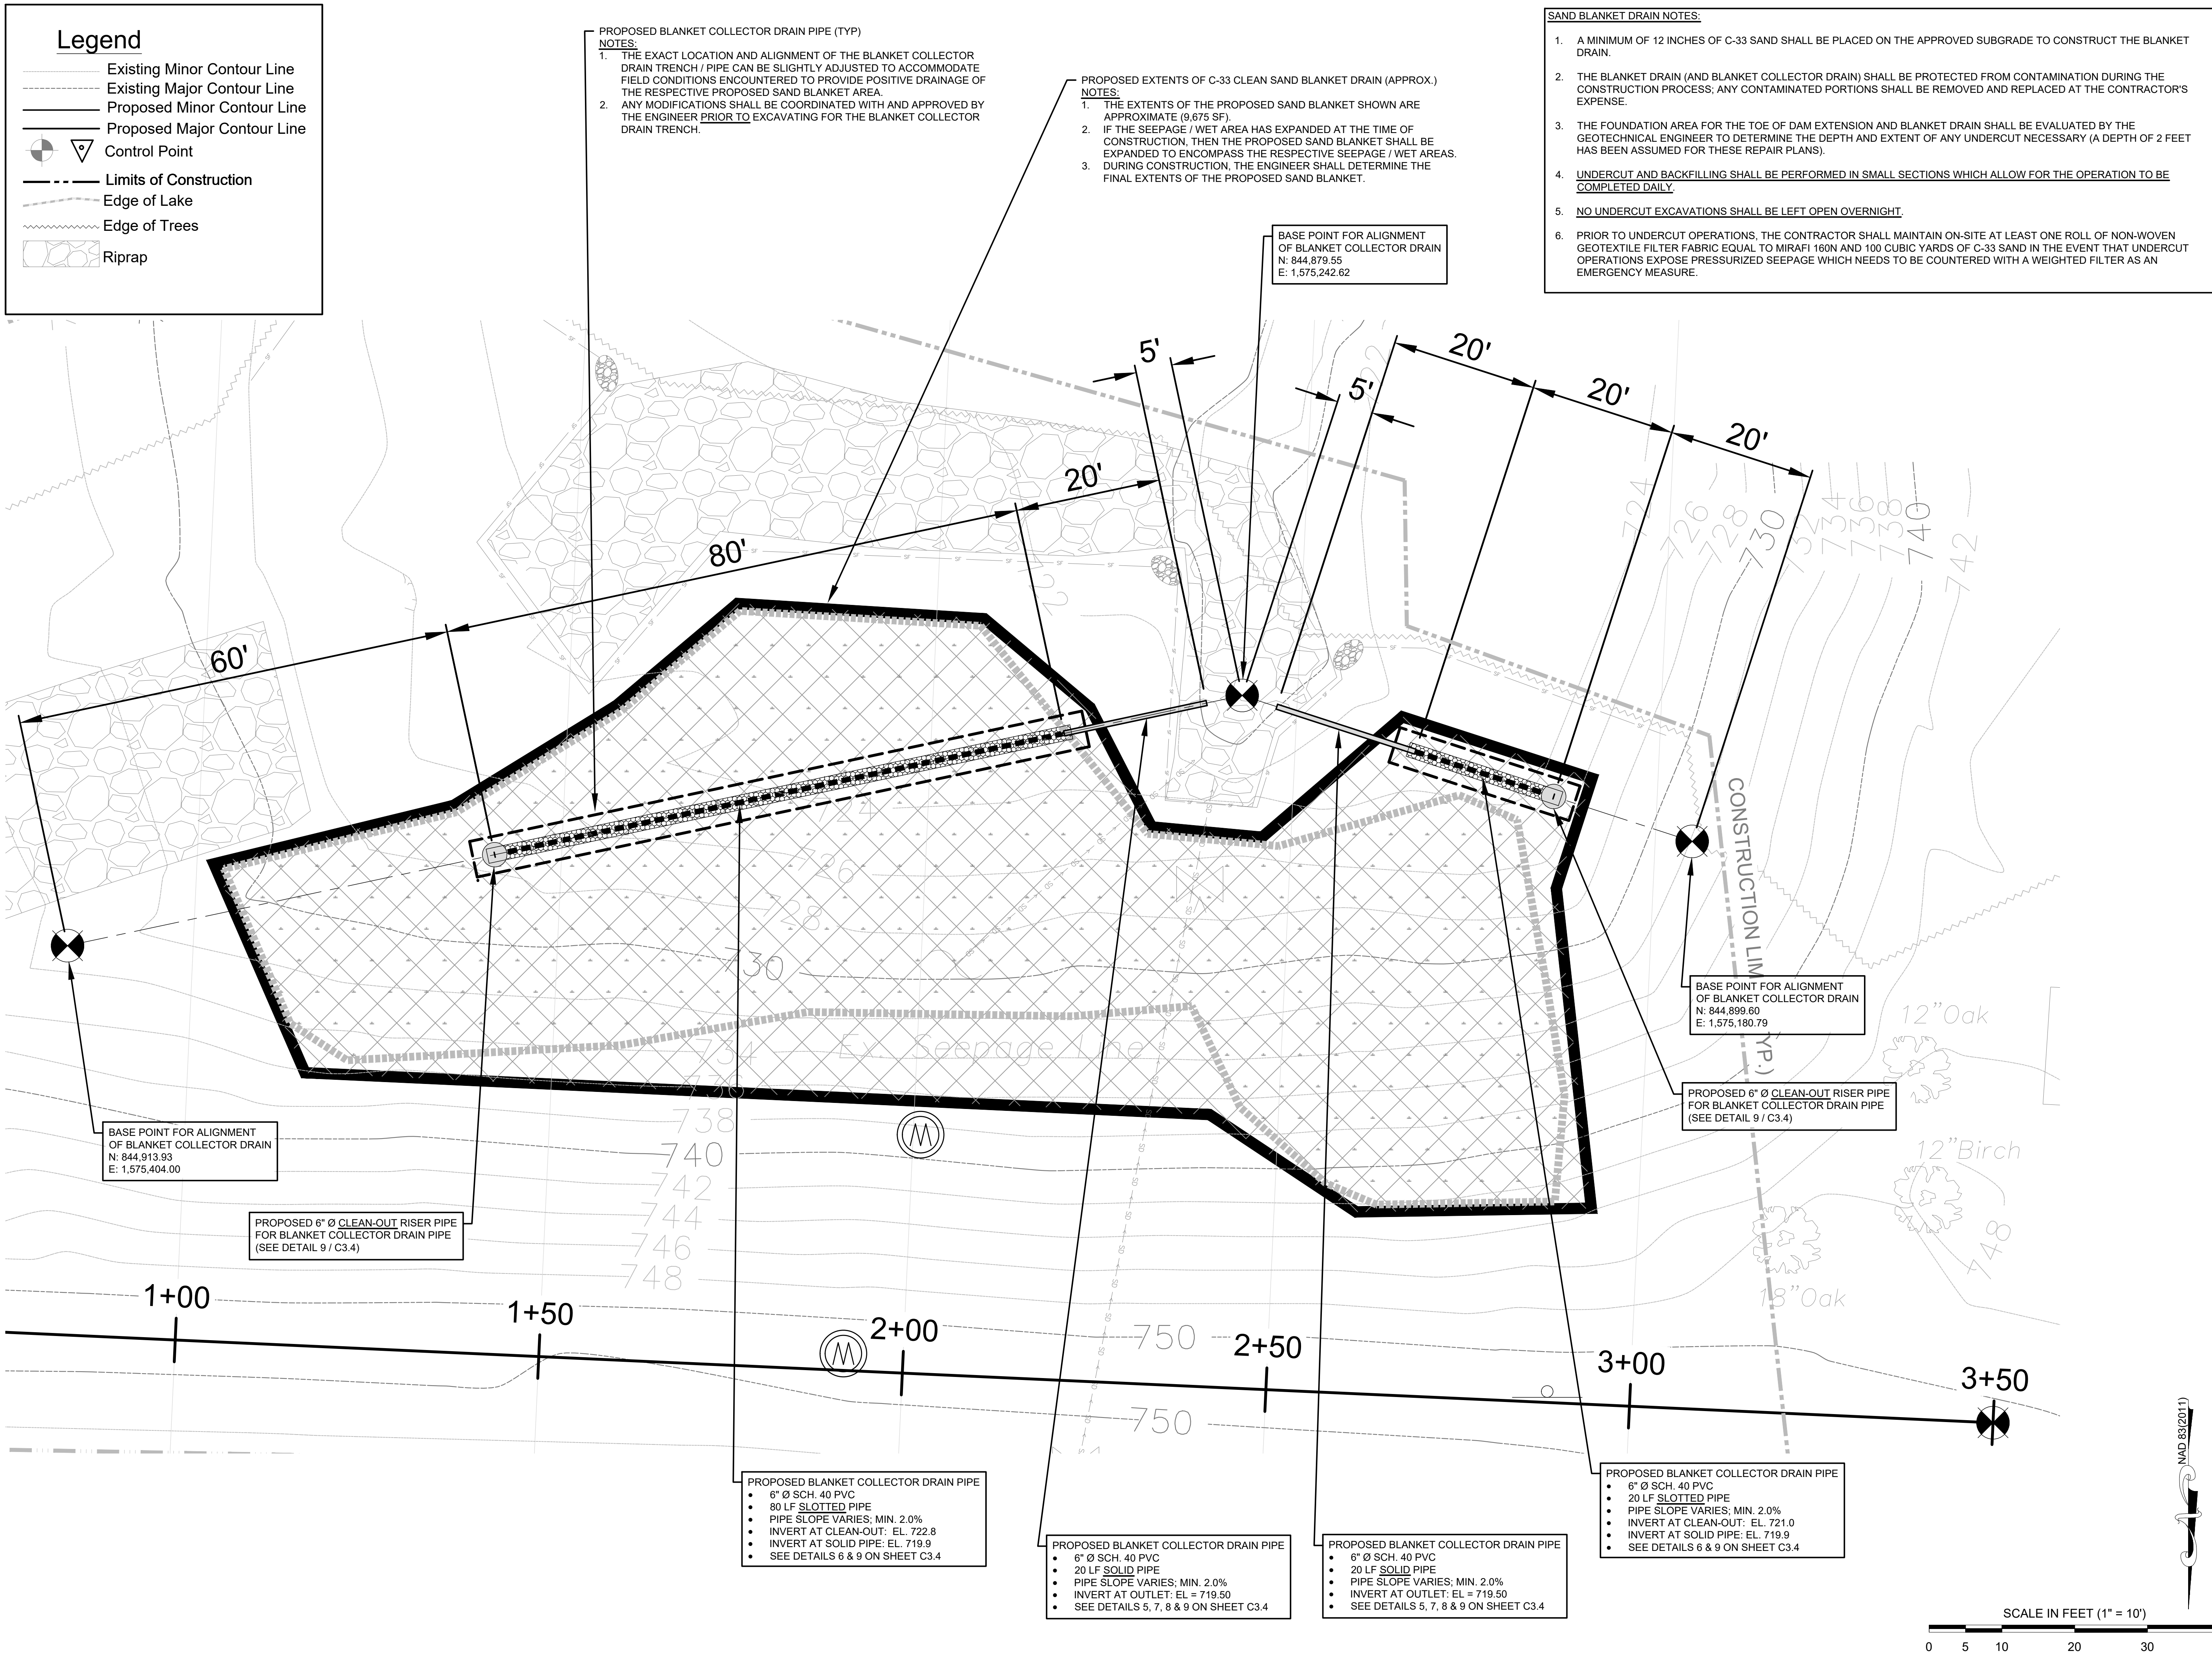 Legend
Existing Minor Contour Line
Existing Major Contour Line
Proposed Minor Contour Line
Proposed Major Contour Line
Control Point
Limits of Construction
Edge of Lake
Edge of Trees
Riprap
PROPOSED BLANKET COLLECTOR DRAIN PIPE (TYP)
NOTES:
1. THE EXACT LOCATION AND ALIGNMENT OF THE BLANKET COLLECTOR
DRAIN TRENCH / PIPE CAN BE SLIGHTLY ADJUSTED TO ACCOMMODATE
FIELD CONDITIONS ENCOUNTERED TO PROVIDE POSITIVE DRAINAGE OF
THE RESPECTIVE PROPOSED SAND BLANKET AREA.
2. ANY MODIFICATIONS SHALL BE COORDINATED WITH AND APPROVED BY
THE ENGINEER PRIOR TO EXCAVATING FOR THE BLANKET COLLECTOR
DRAIN TRENCH.
PROPOSED EXTENTS OF C-33 CLEAN SAND BLANKET DRAIN (APPROX.)
NOTES:
1. THE EXTENTS OF THE PROPOSED SAND BLANKET SHOWN ARE
APPROXIMATE (9,675 SF).
2. IF THE SEEPAGE / WET AREA HAS EXPANDED AT THE TIME OF
CONSTRUCTION, THEN THE PROPOSED SAND BLANKET SHALL BE
EXPANDED TO ENCOMPASS THE RESPECTIVE SEEPAGE / WET AREAS.
3. DURING CONSTRUCTION, THE ENGINEER SHALL DETERMINE THE
FINAL EXTENTS OF THE PROPOSED SAND BLANKET.
SAND BLANKET DRAIN NOTES:
1. A MINIMUM OF 12 INCHES OF C-33 SAND SHALL BE PLACED ON THE APPROVED SUBGRADE TO CONSTRUCT THE BLANKET
DRAIN.
2. THE BLANKET DRAIN (AND BLANKET COLLECTOR DRAIN) SHALL BE PROTECTED FROM CONTAMINATION DURING THE
CONSTRUCTION PROCESS; ANY CONTAMINATED PORTIONS SHALL BE REMOVED AND REPLACED AT THE CONTRACTOR'S
EXPENSE.
3. THE FOUNDATION AREA FOR THE TOE OF DAM EXTENSION AND BLANKET DRAIN SHALL BE EVALUATED BY THE
GEOTECHNICAL ENGINEER TO DETERMINE THE DEPTH AND EXTENT OF ANY UNDERCUT NECESSARY (A DEPTH OF 2 FEET
HAS BEEN ASSUMED FOR THESE REPAIR PLANS).
4. UNDERCUT AND BACKFILLING SHALL BE PERFORMED IN SMALL SECTIONS WHICH ALLOW FOR THE OPERATION TO BE
COMPLETED DAILY.
5. NO UNDERCUT EXCAVATIONS SHALL BE LEFT OPEN OVERNIGHT.
6. PRIOR TO UNDERCUT OPERATIONS, THE CONTRACTOR SHALL MAINTAIN ON-SITE AT LEAST ONE ROLL OF NON-WOVEN
GEOTEXTILE FILTER FABRIC EQUAL TO MIRAFI 160N AND 100 CUBIC YARDS OF C-33 SAND IN THE EVENT THAT UNDERCUT
OPERATIONS EXPOSE PRESSURIZED SEEPAGE WHICH NEEDS TO BE COUNTERED WITH A WEIGHTED FILTER AS AN
EMERGENCY MEASURE.
BASE POINT FOR ALIGNMENT
OF BLANKET COLLECTOR DRAIN
N: 844,879.55
E: 1,575,242.62
5'
5'
20'
20'
20'
20'
80'
60'
724
726
728
730
734
736
738
740
742
724
726
728
730
734
736
738
740
742
744
746
748
Ex. Seepage Line
CONSTRUCTION LIM
YP.)
BASE POINT FOR ALIGNMENT
OF BLANKET COLLECTOR DRAIN
N: 844,899.60
E: 1,575,180.79
12"Oak
12"Birch
18"Oak
748
PROPOSED 6" Ø CLEAN-OUT RISER PIPE
FOR BLANKET COLLECTOR DRAIN PIPE
(SEE DETAIL 9 / C3.4)
BASE POINT FOR ALIGNMENT
OF BLANKET COLLECTOR DRAIN
N: 844,913.93
E: 1,575,404.00
PROPOSED 6" Ø CLEAN-OUT RISER PIPE
FOR BLANKET COLLECTOR DRAIN PIPE
(SEE DETAIL 9 / C3.4)
1+00
1+50
2+00
2+50
3+00
3+50
750
750
PROPOSED BLANKET COLLECTOR DRAIN PIPE
• 6" Ø SCH. 40 PVC
• 80 LF SLOTTED PIPE
• PIPE SLOPE VARIES; MIN. 2.0%
• INVERT AT CLEAN-OUT: EL. 722.8
• INVERT AT SOLID PIPE: EL. 719.9
• SEE DETAILS 6 & 9 ON SHEET C3.4
PROPOSED BLANKET COLLECTOR DRAIN PIPE
• 6" Ø SCH. 40 PVC
• 20 LF SOLID PIPE
• PIPE SLOPE VARIES; MIN. 2.0%
• INVERT AT OUTLET: EL = 719.50
• SEE DETAILS 5, 7, 8 & 9 ON SHEET C3.4
PROPOSED BLANKET COLLECTOR DRAIN PIPE
• 6" Ø SCH. 40 PVC
• 20 LF SOLID PIPE
• PIPE SLOPE VARIES; MIN. 2.0%
• INVERT AT OUTLET: EL = 719.50
• SEE DETAILS 5, 7, 8 & 9 ON SHEET C3.4
PROPOSED BLANKET COLLECTOR DRAIN PIPE
• 6" Ø SCH. 40 PVC
• 20 LF SLOTTED PIPE
• PIPE SLOPE VARIES; MIN. 2.0%
• INVERT AT CLEAN-OUT: EL. 721.0
• INVERT AT SOLID PIPE: EL. 719.9
• SEE DETAILS 6 & 9 ON SHEET C3.4
NAD 83(2011)
SCALE IN FEET (1" = 10')
0 5 10 20 30